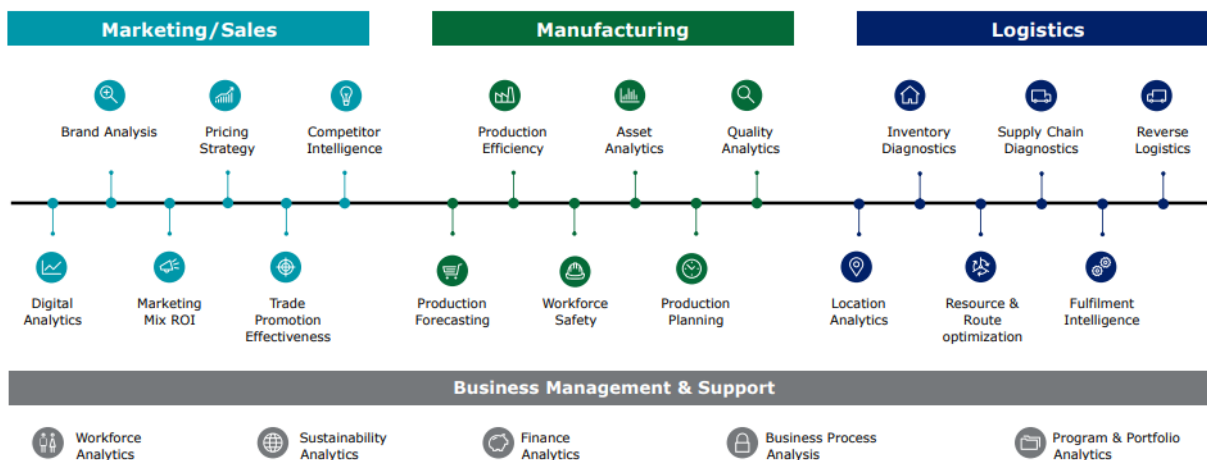 Marketing/Sales
Manufacturing
Logistics
Brand Analysis
Pricing
Strategy
Competitor
Intelligence
Production
Efficiency
Asset
Analytics
Quality
Analytics
Inventory
Diagnostics
Supply Chain
Diagnostics
Reverse
Logistics
Digital
Analytics
Marketing
Mix ROI
Trade
Promotion
Effectiveness
Production
Forecasting
Workforce
Safety
Production
Planning
Location
Analytics
Resource &
Route
optimization
Fulfilment
Intelligence
Business Management & Support
Workforce
Analytics
Sustainability
Analytics
Finance
Analytics
Business Process
Analysis
Program & Portfolio
Analytics